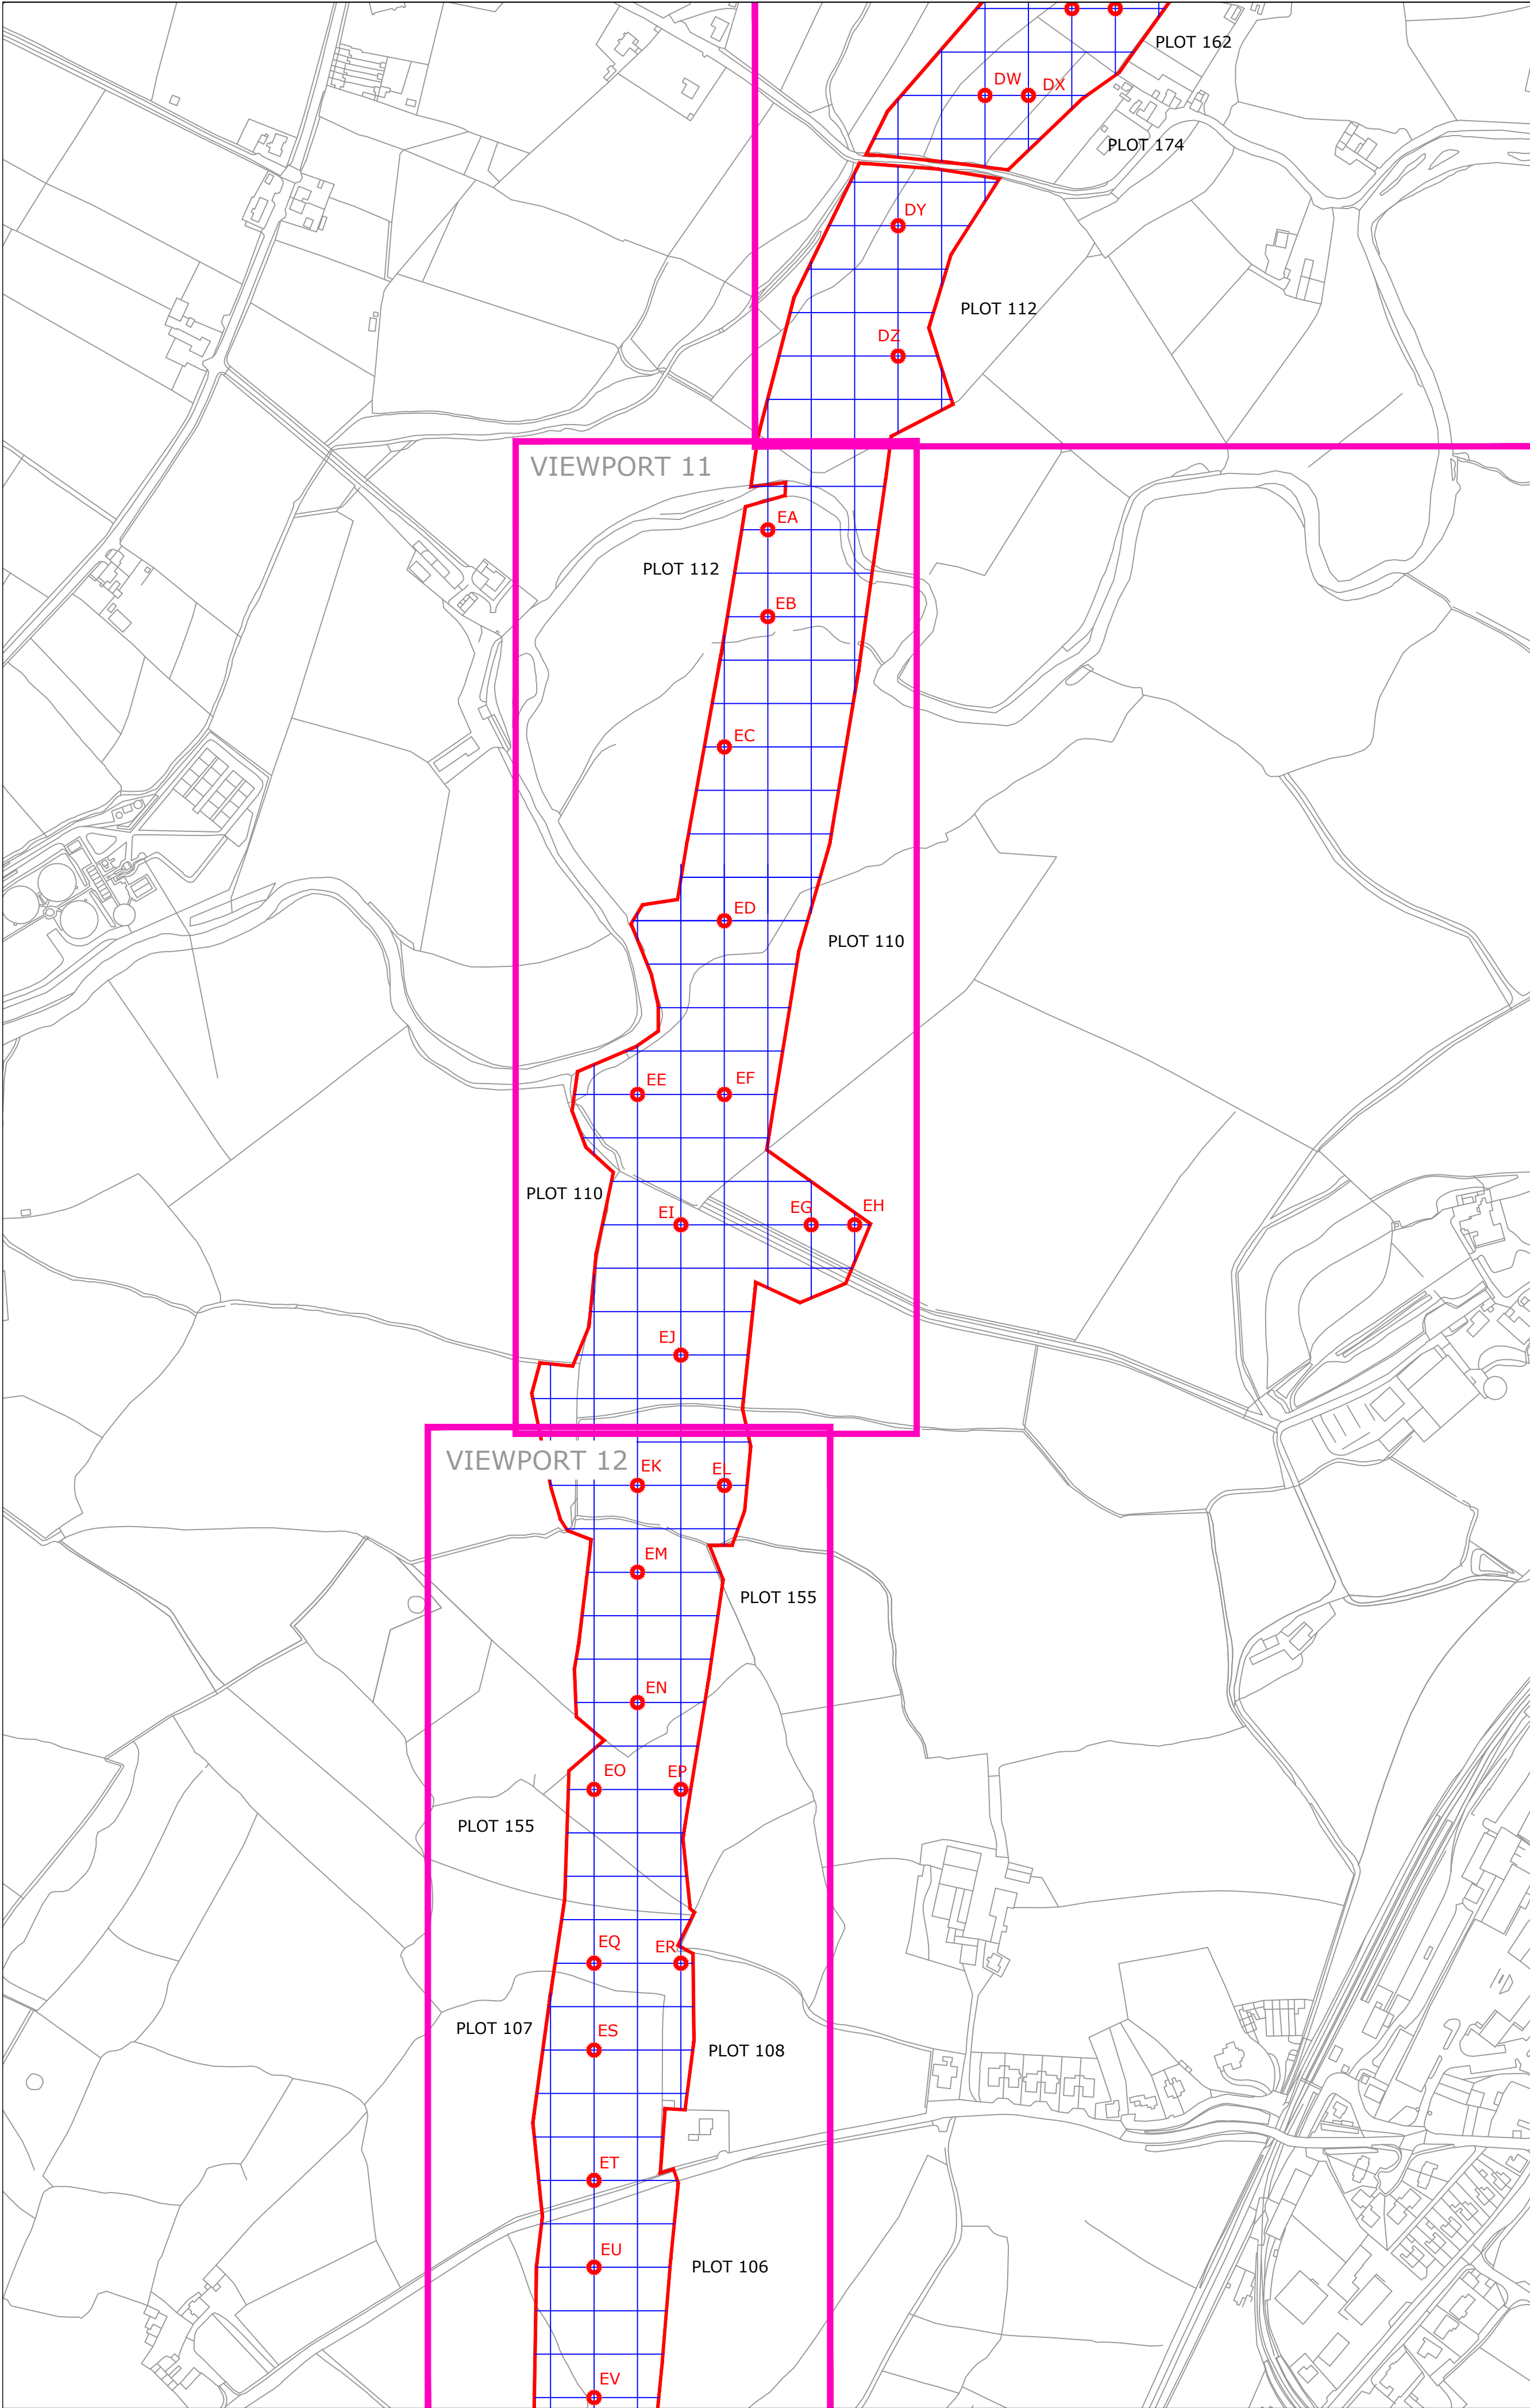 PLOT 162
DW
DX
PLOT 174
DY
PLOT 112
DZ
VIEWPORT 11
EA
PLOT 112
EB
EC
ED
PLOT 110
EE
EF
PLOT 110
EI
EG
EH
EJ
VIEWPORT 12
EK
EL
EM
PLOT 155
EN
EO
EP
PLOT 155
EQ
ER
PLOT 107
ES
PLOT 108
ET
EU
PLOT 106
EV